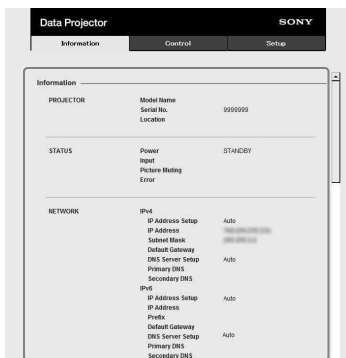 Data Projector SONY
Information Control Setup
Information
PROJECTOR Model Name
Serial No. 9999999
Location
STATUS Power STANDBY
Input
Picture Muting
Error
NETWORK IPv4
IP Address Setup Auto
IP Address
Subnet Mask
Default Gateway
DNS Server Setup Auto
Primary DNS
Secondary DNS
IPv6
IP Address Setup Auto
IP Address
Prefix
Default Gateway
DNS Server Setup Auto
Primary DNS
Secondary DNS